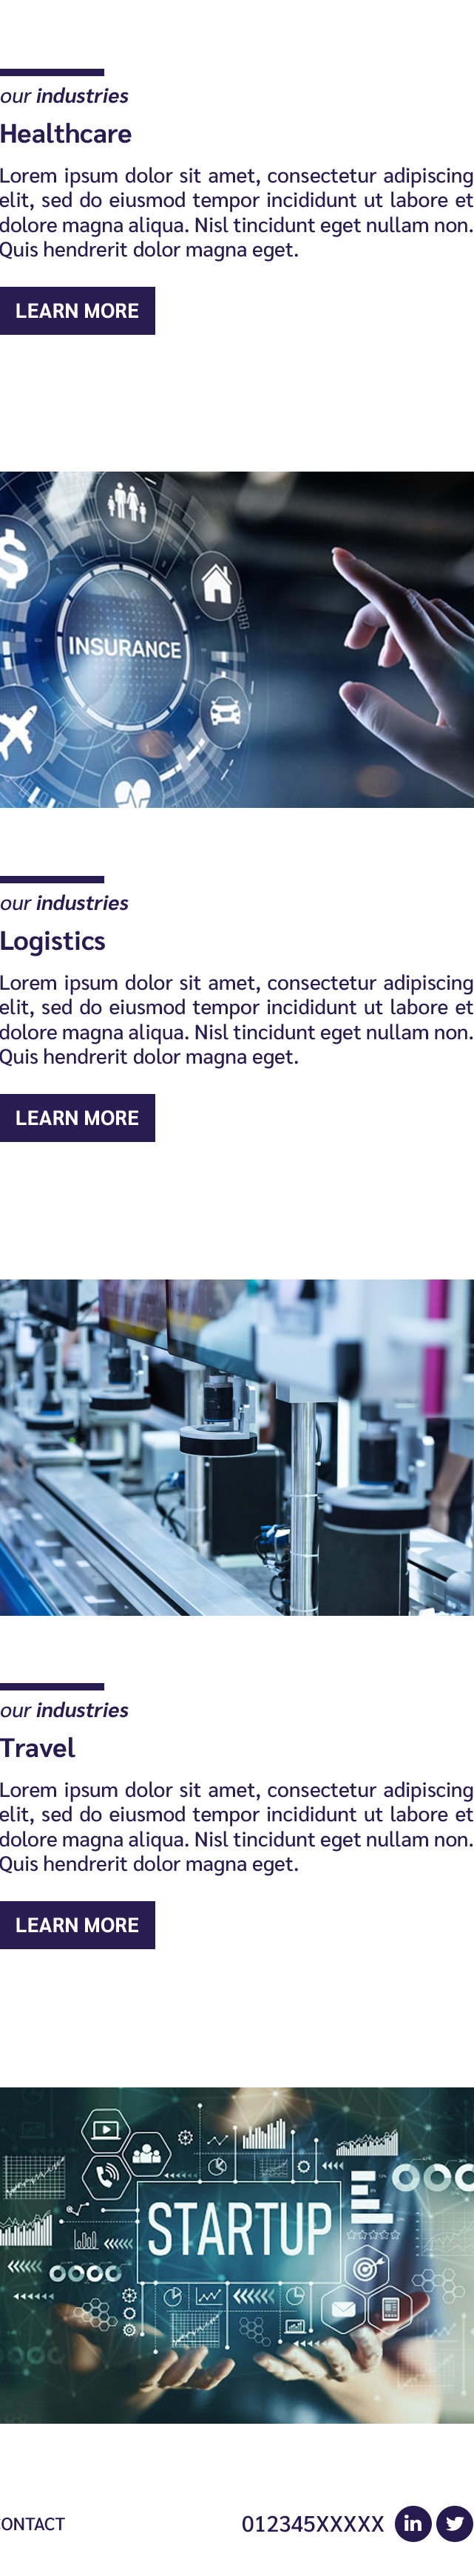 our industries
Healthcare
Lorem ipsum dolor sit amet, consectetur adipiscing
elit, sed do eiusmod tempor incididunt ut labore et
dolore magna aliqua. Nisl tincidunt eget nullam non.
Quis hendrerit dolor magna eget.
LEARN MORE
INSURANCE
our industries
Logistics
Lorem ipsum dolor sit amet, consectetur adipiscing
elit, sed do eiusmod tempor incididunt ut labore et
dolore magna aliqua. Nisl tincidunt eget nullam non.
Quis hendrerit dolor magna eget.
LEARN MORE
our industries
Travel
Lorem ipsum dolor sit amet, consectetur adipiscing
elit, sed do eiusmod tempor incididunt ut labore et
dolore magna aliqua. Nisl tincidunt eget nullam non.
Quis hendrerit dolor magna eget.
LEARN MORE
STARTUP
ONTACT 012345XXXXX in